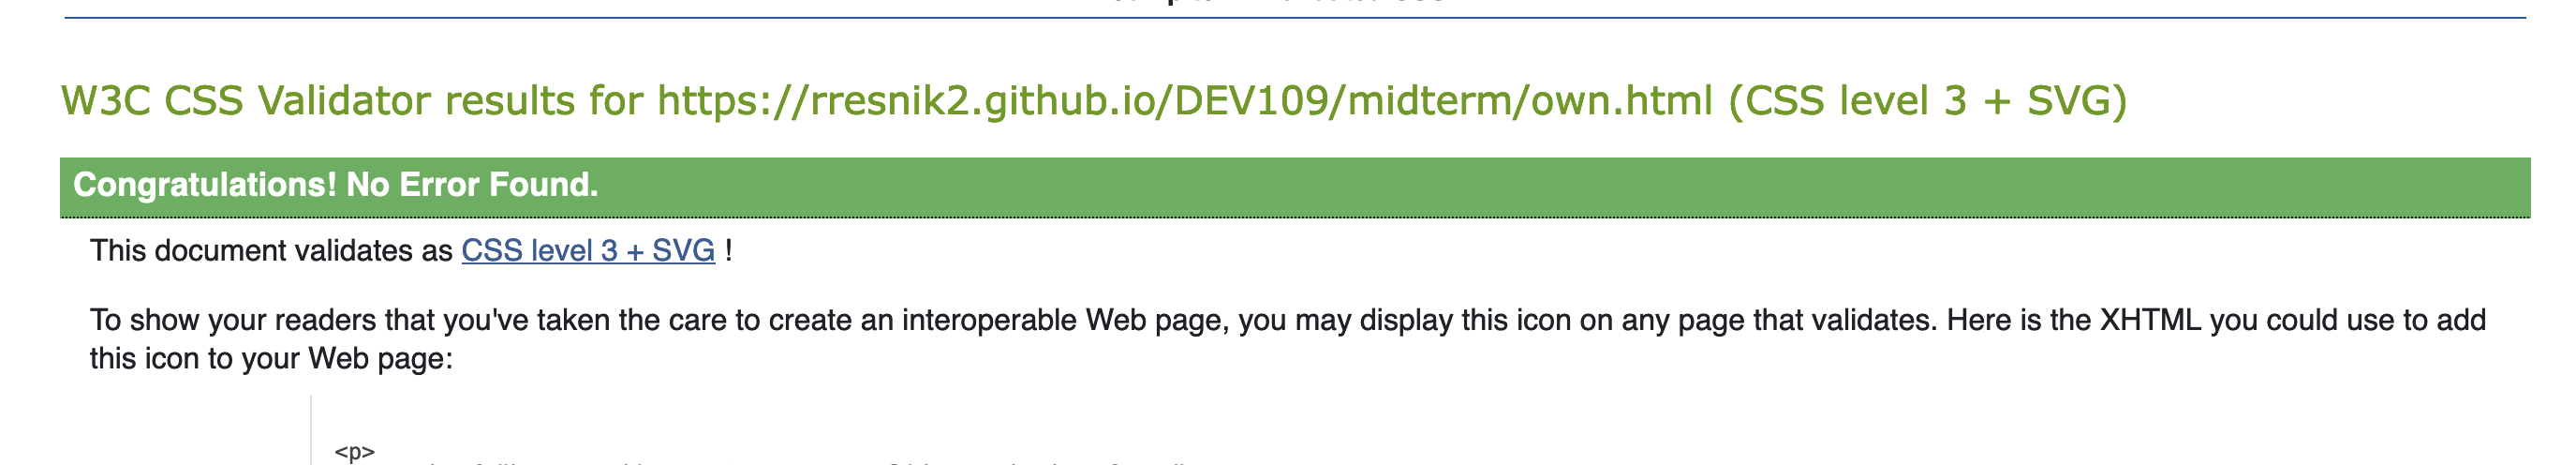 W3C CSS Validator results for https://rresnik2.github.io/DEV109/midterm/own.html (CSS level 3 + SVG)
Congratulations! No Error Found.
This document validates as CSS level 3 + SVG !
To show your readers that you've taken the care to create an interoperable Web page, you may display this icon on any page that validates. Here is the XHTML you could use to add
this icon to your Web page:
<p>